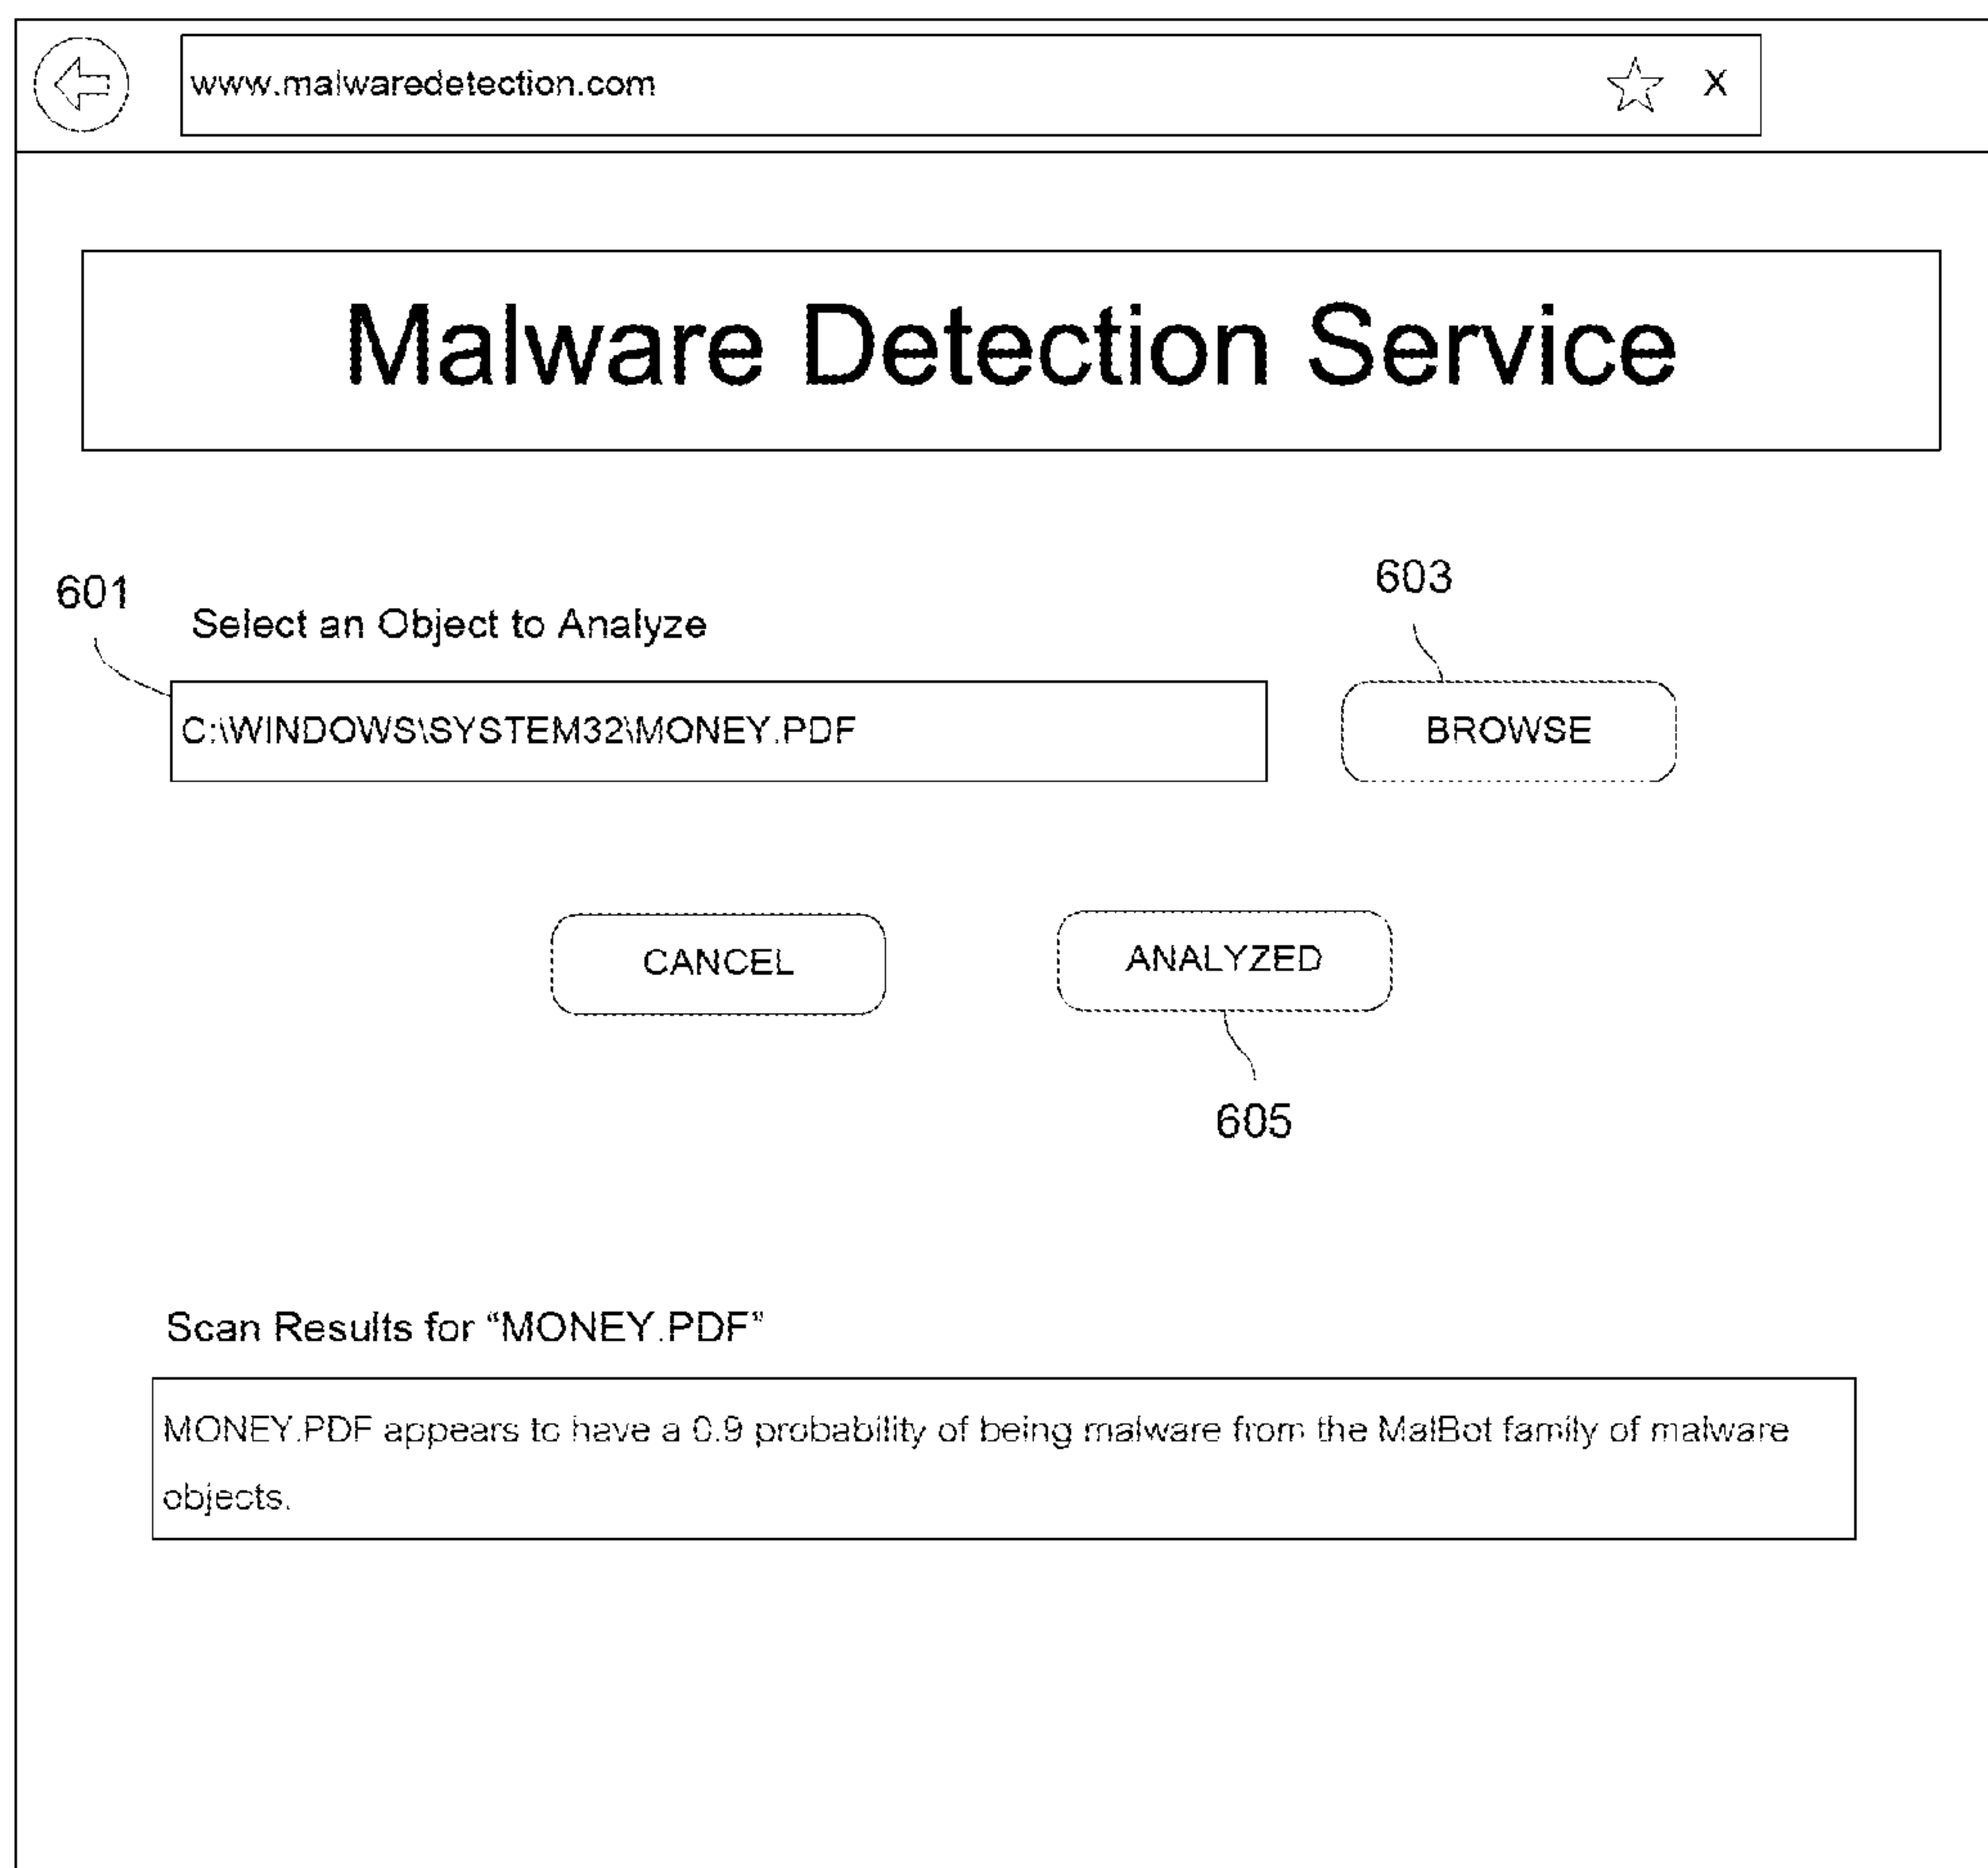 www.malwaredetection.com X
Malware Detection Service
601
603
Select an Object to Analyze
C:\WINDOWS\SYSTEM32\MONEY.PDF
BROWSE
CANCEL
ANALYZED
605
Scan Results for “MONEY.PDF”
MONEY.PDF appears to have a 0.9 probability of being malware from the MalBot family of malware
objects.